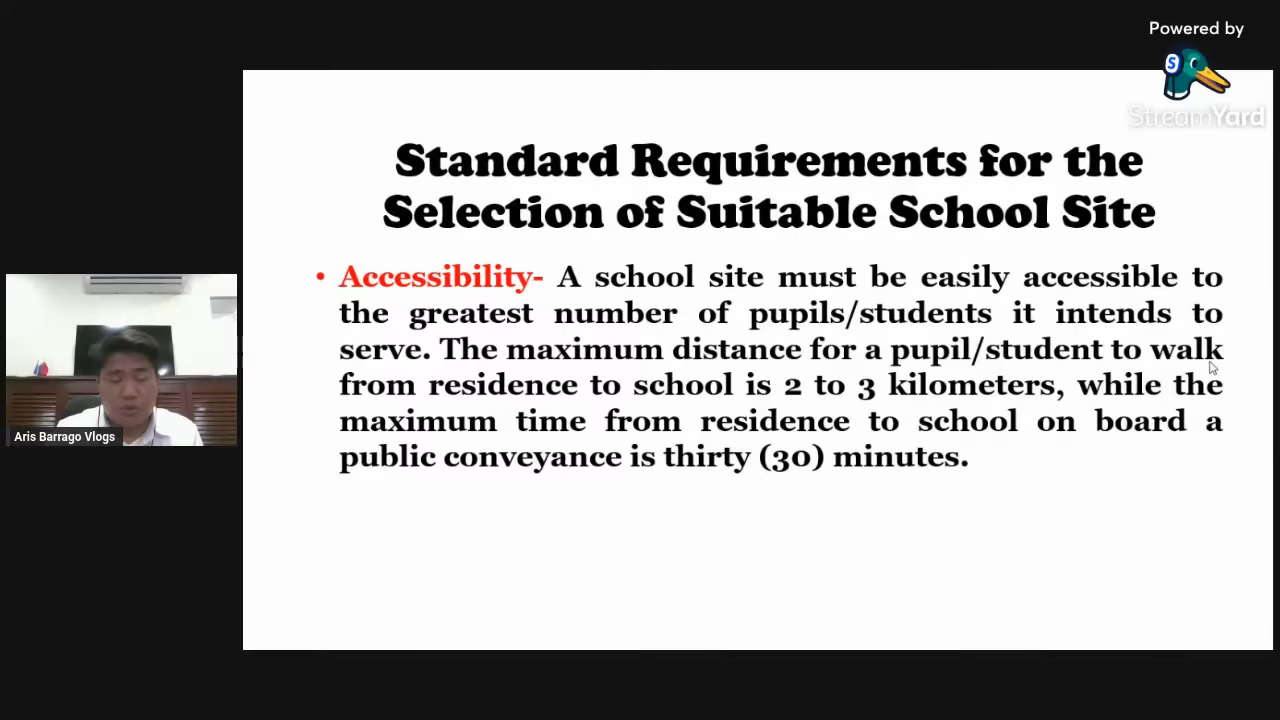 Powered by
S
StreamYard
Standard Requirements for the
Selection of Suitable School Site
• Accessibility- A school site must be easily accessible to
the greatest number of pupils/students it intends to
serve. The maximum distance for a pupil/student to walk
from residence to school is 2 to 3 kilometers, while the
maximum time from residence to school on board a
public conveyance is thirty (30) minutes.
Aris Barrago Vlogs